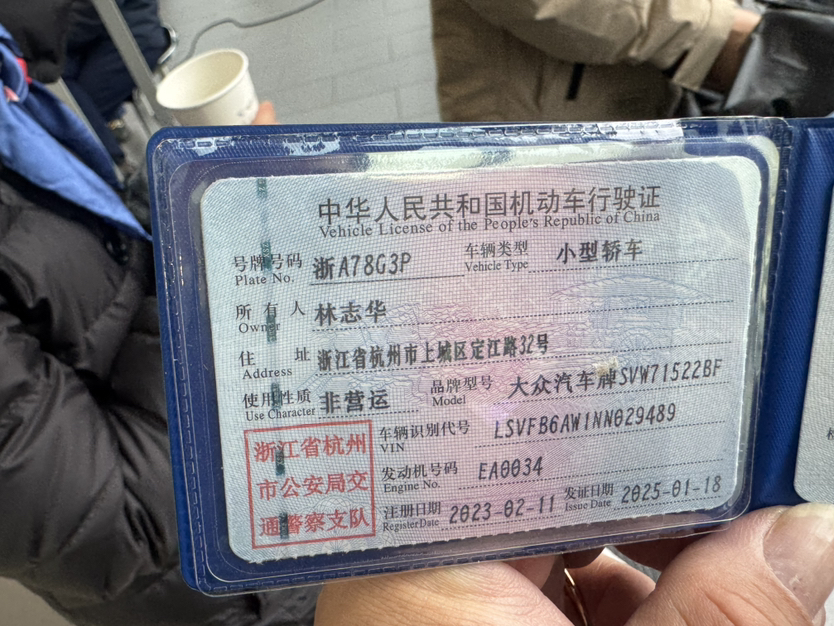 中华人民共和国机动车行驶证
Vehicle License of the People's Republic of China
号牌号码 浙A78G3P 车辆类型 小型轿车
Plate No. Vehicle Type
所有人 林志华
Owner
住址 浙江省杭州市上城区定江路32号
Address
使用性质 非营运 品牌型号 大众汽车牌SVW71522BF
Use Character Model
浙江省杭州
市公安局交
通警察支队
车辆识别代号 LSVFB6AW1NN029489
VIN
发动机号码 EA0034
Engine No.
注册日期 2023-02-11 发证日期 2025-01-18
Register Date Issue Date